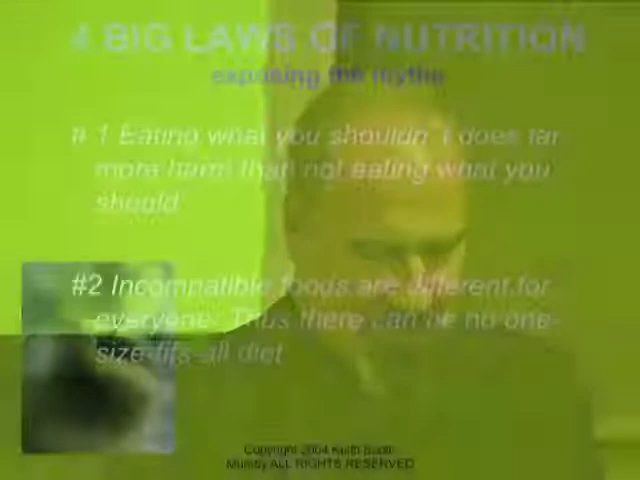 4 BIG LAWS OF NUTRITION
exposing the myths
# 1 Eating what you shouldn't does far
more harm than not eating what you
should
#2 Incompatible foods are different for
everyone. Thus there can be no one-
size-fits-all diet
Copyright 2004 Keith Scott-
Mumby ALL RIGHTS RESERVED